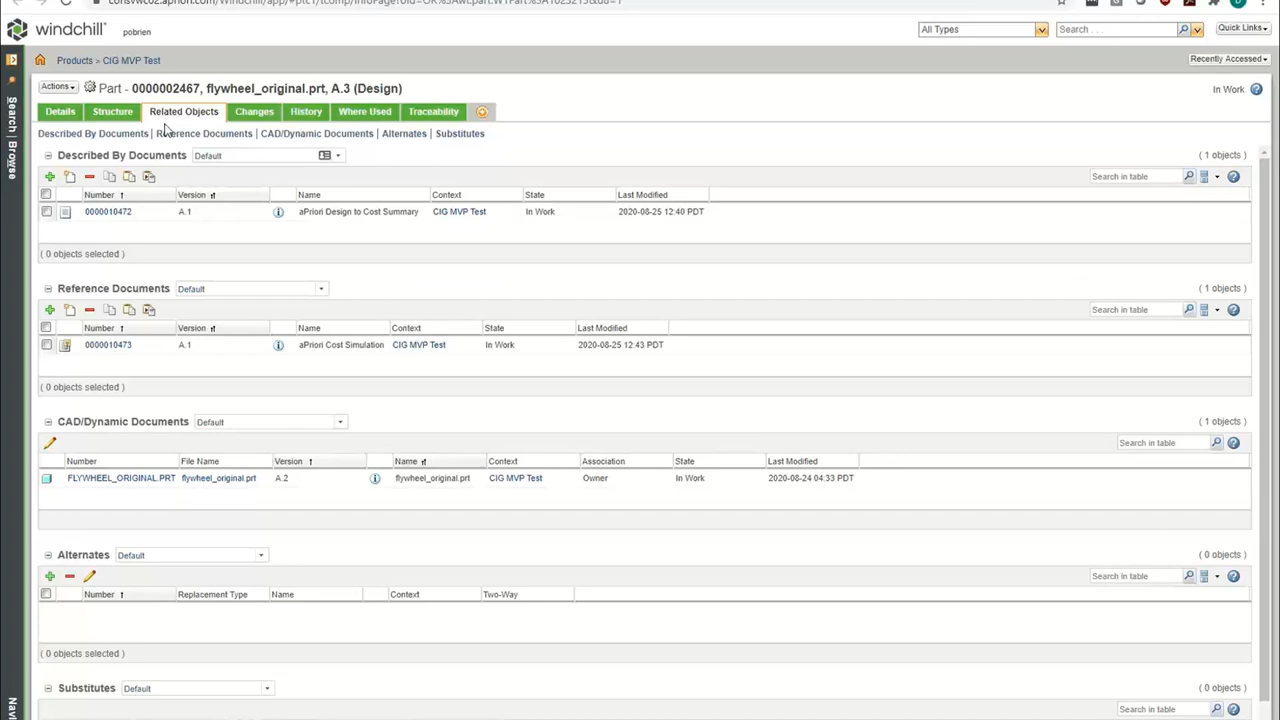 windchill
pobrien
All Types
Search . . .
Quick Links
Products > CIG MVP Test
Recently Accessed
Actions
Part - 0000002467, flywheel_original.prt, A.3 (Design)
In Work
Details Structure Related Objects Changes History Where Used Traceability
Described By Documents | Reference Documents | CAD/Dynamic Documents | Alternates | Substitutes
Search
Browse
Described By Documents Default ( 1 objects )
Search in table
Number Version Name Context State Last Modified
0000010472 A.1 aPriori Design to Cost Summary CIG MVP Test In Work 2020-08-25 12:40 PDT
( 0 objects selected )
Reference Documents Default ( 1 objects )
Search in table
Number Version Name Context State Last Modified
0000010473 A.1 aPriori Cost Simulation CIG MVP Test In Work 2020-08-25 12:43 PDT
( 0 objects selected )
CAD/Dynamic Documents Default ( 1 objects )
Search in table
Number File Name Version Name Context Association State Last Modified
FLYWHEEL_ORIGINAL.PRT flywheel_original.prt A.2 flywheel_original.prt CIG MVP Test Owner In Work 2020-08-24 04:33 PDT
Alternates Default ( 0 objects )
Search in table
Number Replacement Type Name Context Two-Way
( 0 objects selected )
Substitutes Default ( 0 objects )
Search in table